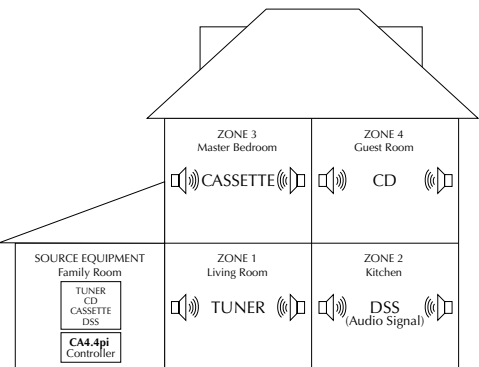 ZONE 3
Master Bedroom
CASSETTE
ZONE 4
Guest Room
CD
SOURCE EQUIPMENT
Family Room
TUNER
CD
CASSETTE
DSS
CA4.4pi
Controller
ZONE 1
Living Room
TUNER
ZONE 2
Kitchen
DSS
(Audio Signal)